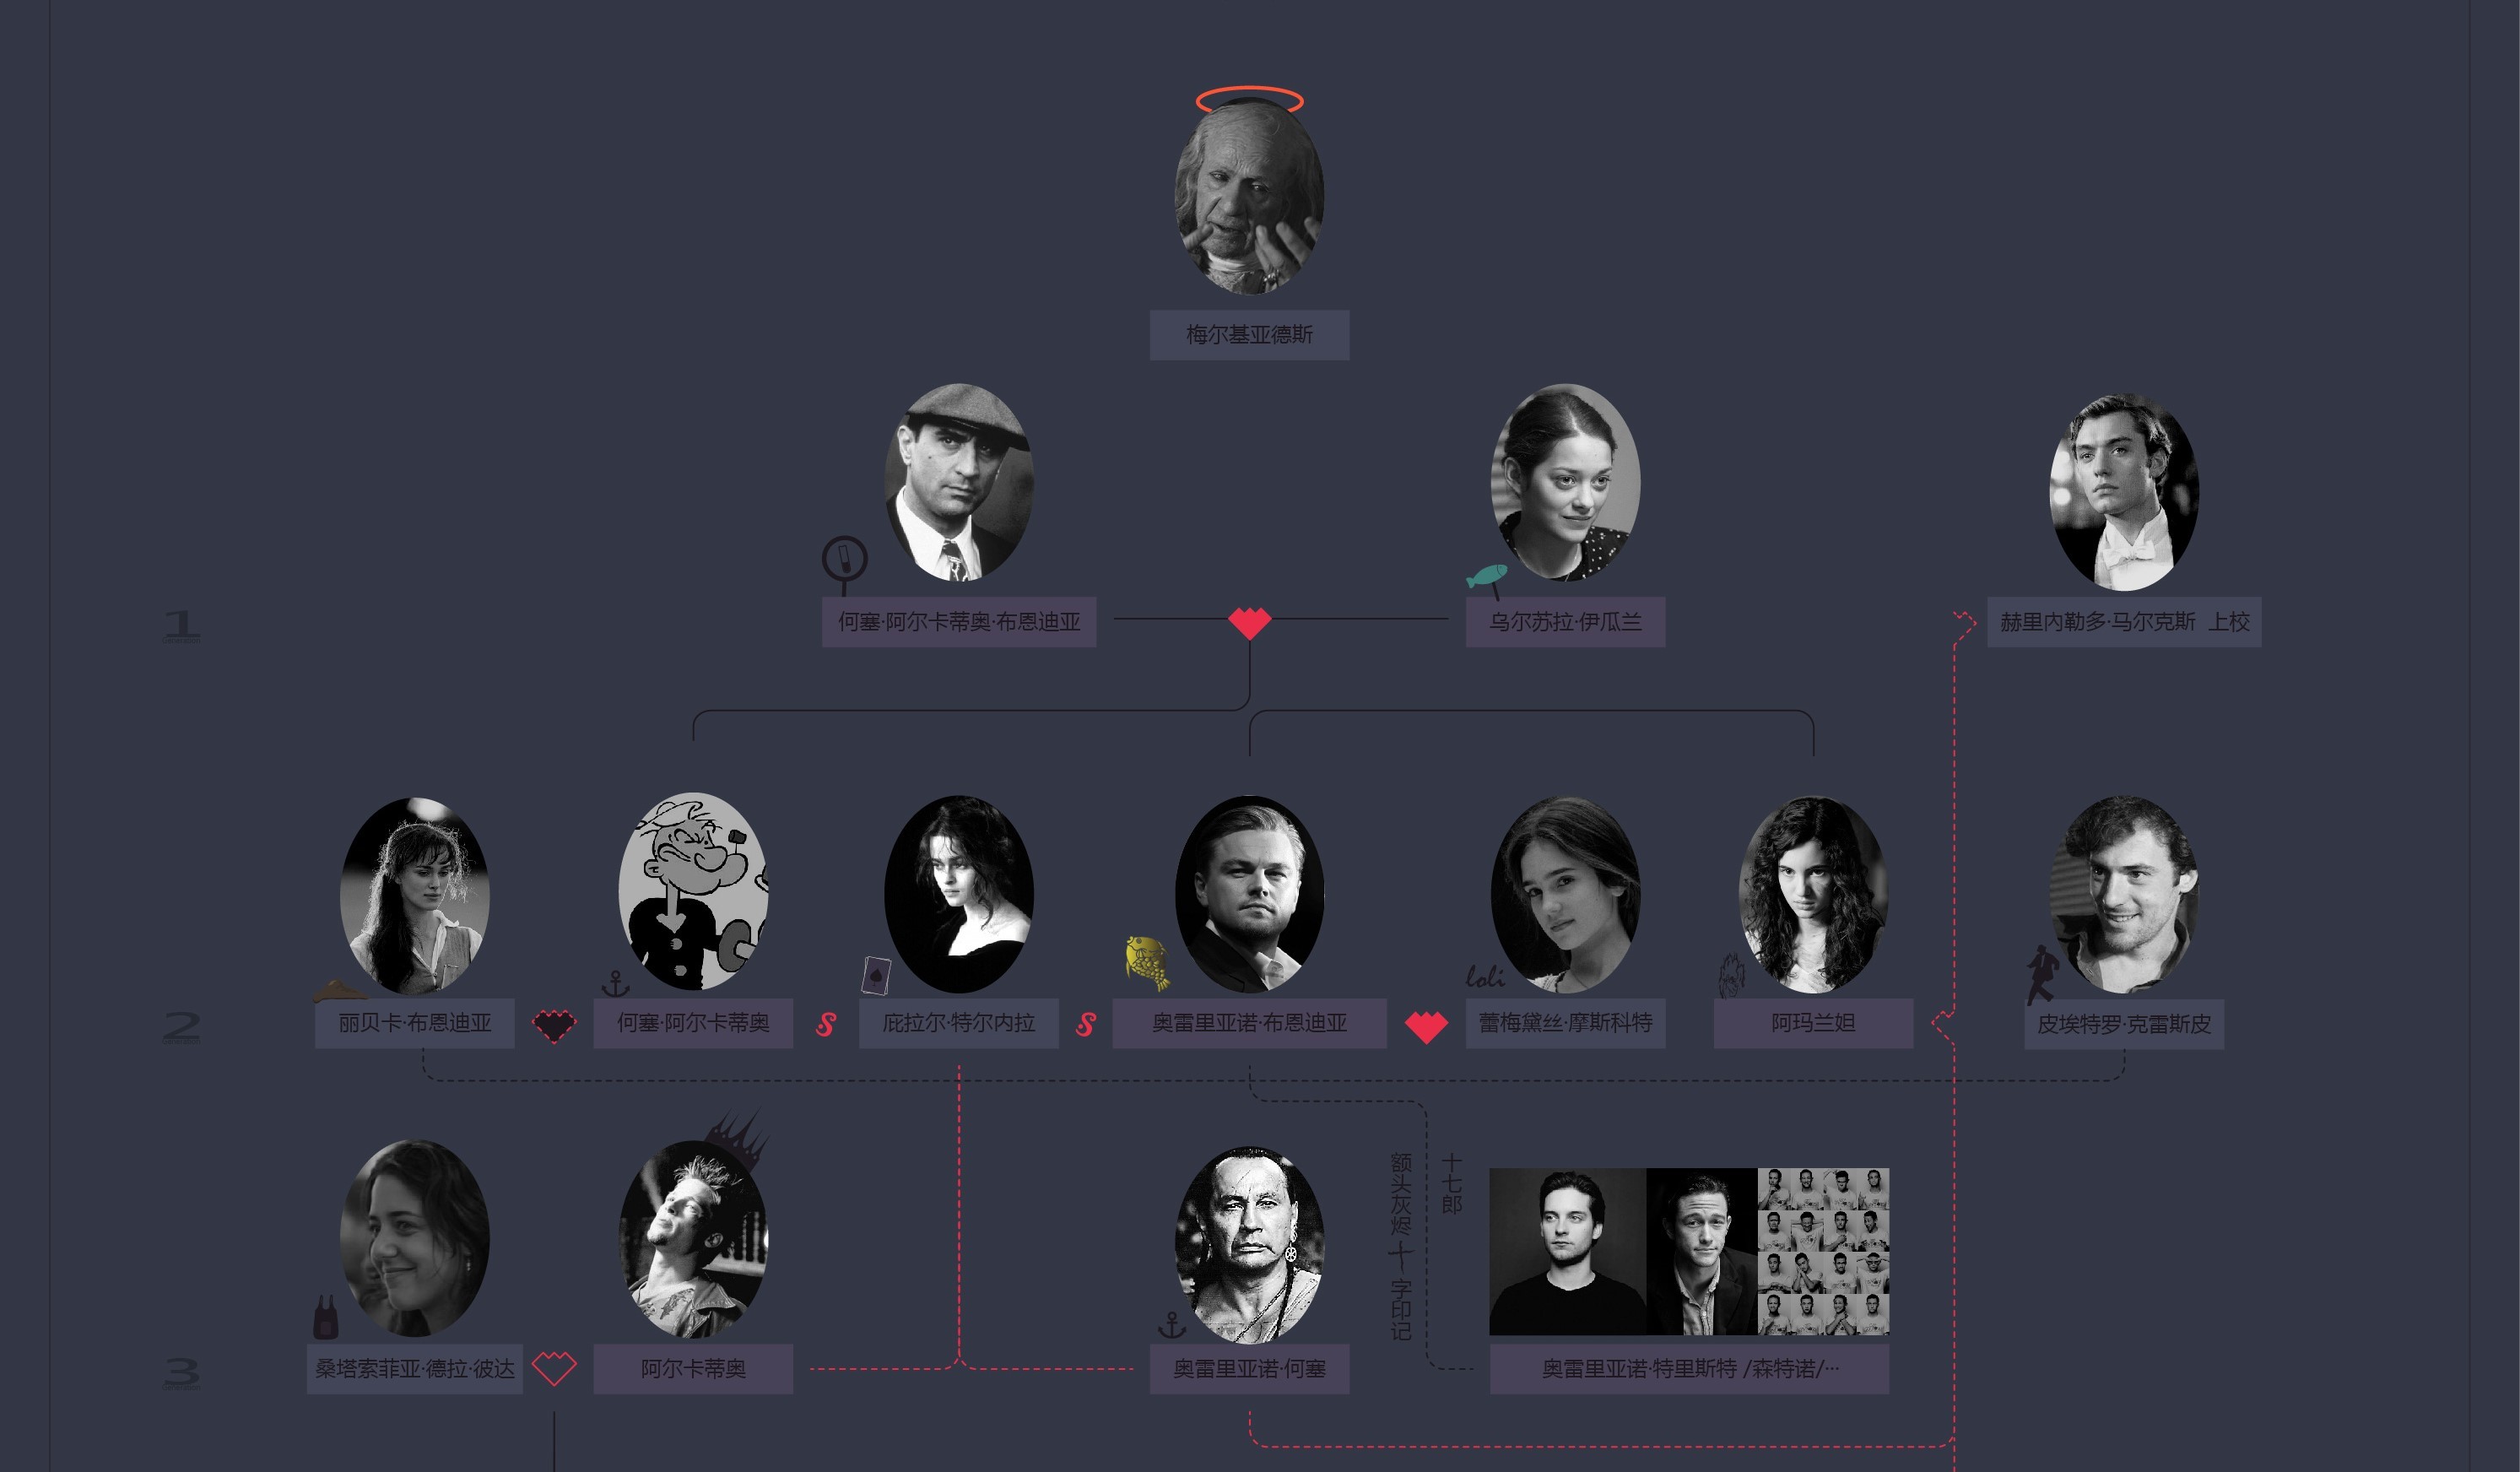 梅尔基亚德斯
1
何塞·阿尔卡蒂奥·布恩迪亚
乌尔苏拉·伊瓜兰
赫里内勒多·马尔克斯 上校
loli
2
丽贝卡·布恩迪亚
何塞·阿尔卡蒂奥
S
庇拉尔·特尔内拉
S
奥雷里亚诺·布恩迪亚
蕾梅黛丝·摩斯科特
阿玛兰妲
皮埃特罗·克雷斯皮
额头灰烬十字印记
十七郎
3
桑塔索菲亚·德拉·彼达
阿尔卡蒂奥
奥雷里亚诺·何塞
奥雷里亚诺·特里斯特 /森特诺/···